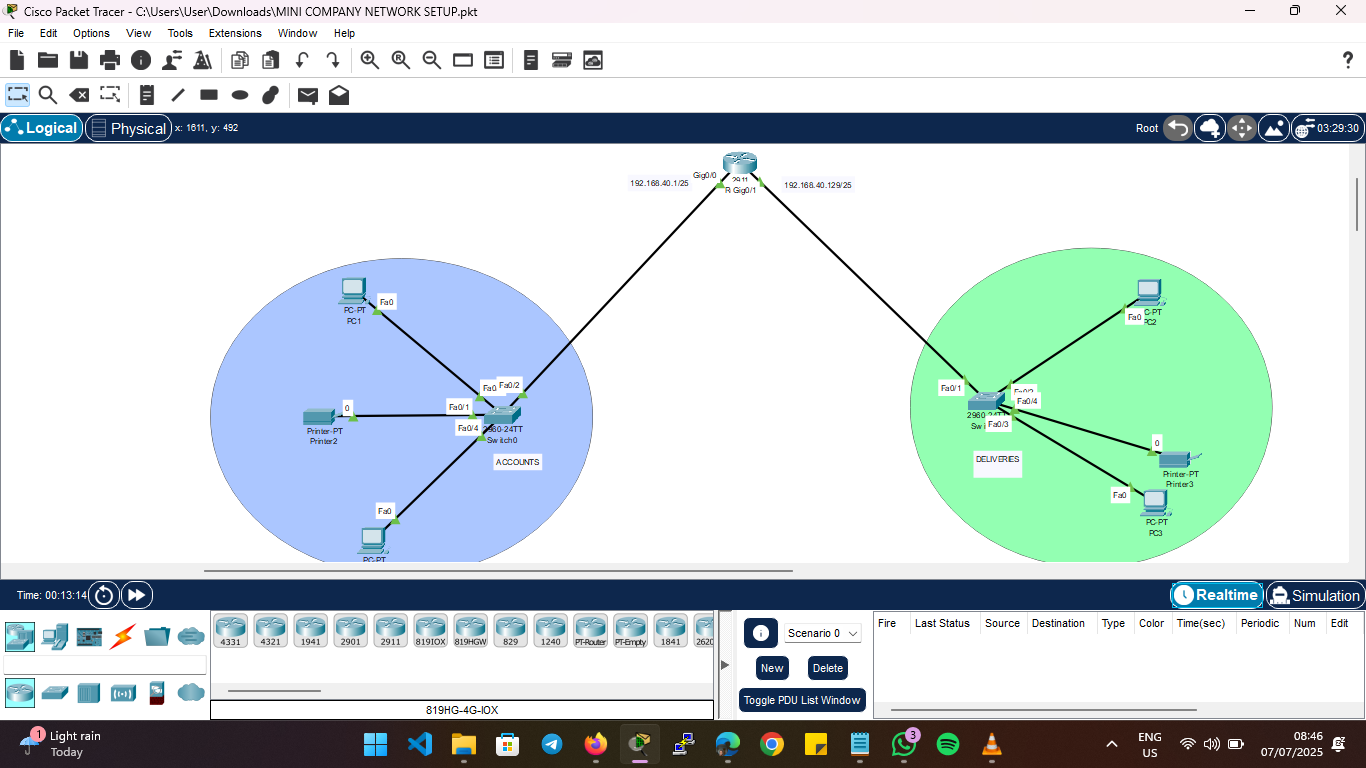 Cisco Packet Tracer - C:\Users\User\Downloads\MINI COMPANY NETWORK SETUP.pkt
File Edit Options View Tools Extensions Window Help
Logical Physical x: 1611, y: 492 Root 03:29:30
192.168.40.1/25 Gig0/0 2911 192.168.40.129/25
R Gig0/1
PC-PT
PC1
Fa0
Fa0/2
Fa0/1
0
Printer-PT
Printer2
Fa0/4
2960-24TT
Switch0
ACCOUNTS
Fa0
PC-PT
C-PT
PC2
Fa0
Fa0/1
Fa0/4
2960-24TT
Fa0/3
DELIVERIES
0
Printer-PT
Printer3
Fa0
PC-PT
PC3
Time: 00:13:14 Realtime Simulation
4331 4321 1941 2901 2911 819IOX 819HGW 829 1240 PT-Router PT-Empty 1841 2620
819HG-4G-IOX
Scenario 0
New Delete
Toggle PDU List Window
Fire Last Status Source Destination Type Color Time(sec) Periodic Num Edit
1 Light rain
Today
3
ENG
US
08:46
07/07/2025